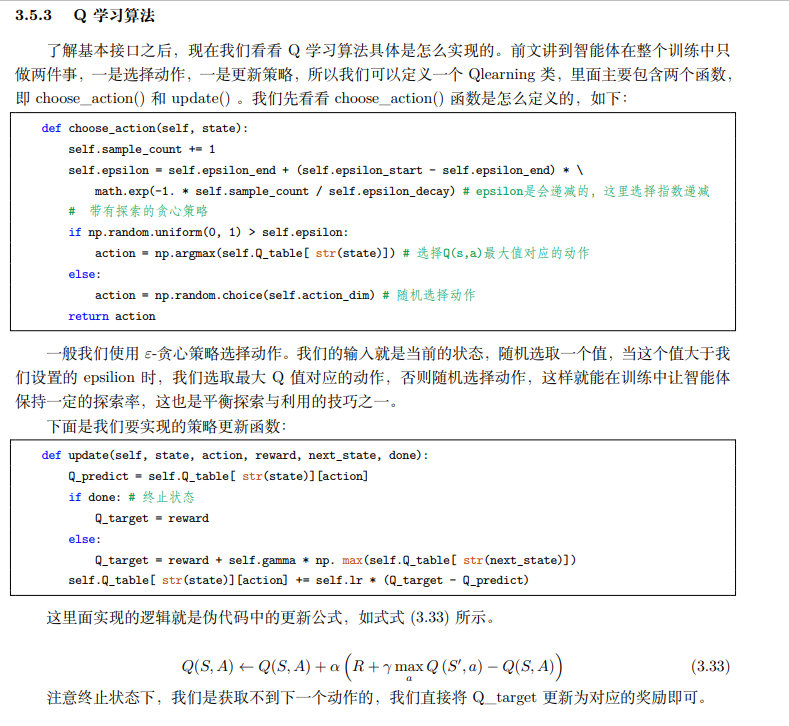 3.5.3 Q 学习算法
了解基本接口之后，现在我们看看 Q 学习算法具体是怎么实现的。前文讲到智能体在整个训练中只
做两件事，一是选择动作，一是更新策略，所以我们可以定义一个 Qlearning 类，里面主要包含两个函数，
即 choose_action() 和 update() 。我们先看看 choose_action() 函数是怎么定义的，如下：
def choose_action(self, state):
self.sample_count += 1
self.epsilon = self.epsilon_end + (self.epsilon_start - self.epsilon_end) * \
math.exp(-1. * self.sample_count / self.epsilon_decay) # epsilon是会递减的，这里选择指数递减
# 带有探索的贪心策略
if np.random.uniform(0, 1) > self.epsilon:
action = np.argmax(self.Q_table[ str(state)]) # 选择Q(s,a)最大值对应的动作
else:
action = np.random.choice(self.action_dim) # 随机选择动作
return action
一般我们使用 ε-贪心策略选择动作。我们的输入就是当前的状态，随机选取一个值，当这个值大于我
们设置的 epsilion 时，我们选取最大 Q 值对应的动作，否则随机选择动作，这样就能在训练中让智能体
保持一定的探索率，这也是平衡探索与利用的技巧之一。
下面是我们要实现的策略更新函数：
def update(self, state, action, reward, next_state, done):
Q_predict = self.Q_table[ str(state)][action]
if done: # 终止状态
Q_target = reward
else:
Q_target = reward + self.gamma * np. max(self.Q_table[ str(next_state)])
self.Q_table[ str(state)][action] += self.lr * (Q_target - Q_predict)
这里面实现的逻辑就是伪代码中的更新公式，如式式 (3.33) 所示。
Q(S, A) ← Q(S, A) + α (R + γ max_a Q (S′, a) − Q(S, A)) (3.33)
注意终止状态下，我们是获取不到下一个动作的，我们直接将 Q_target 更新为对应的奖励即可。